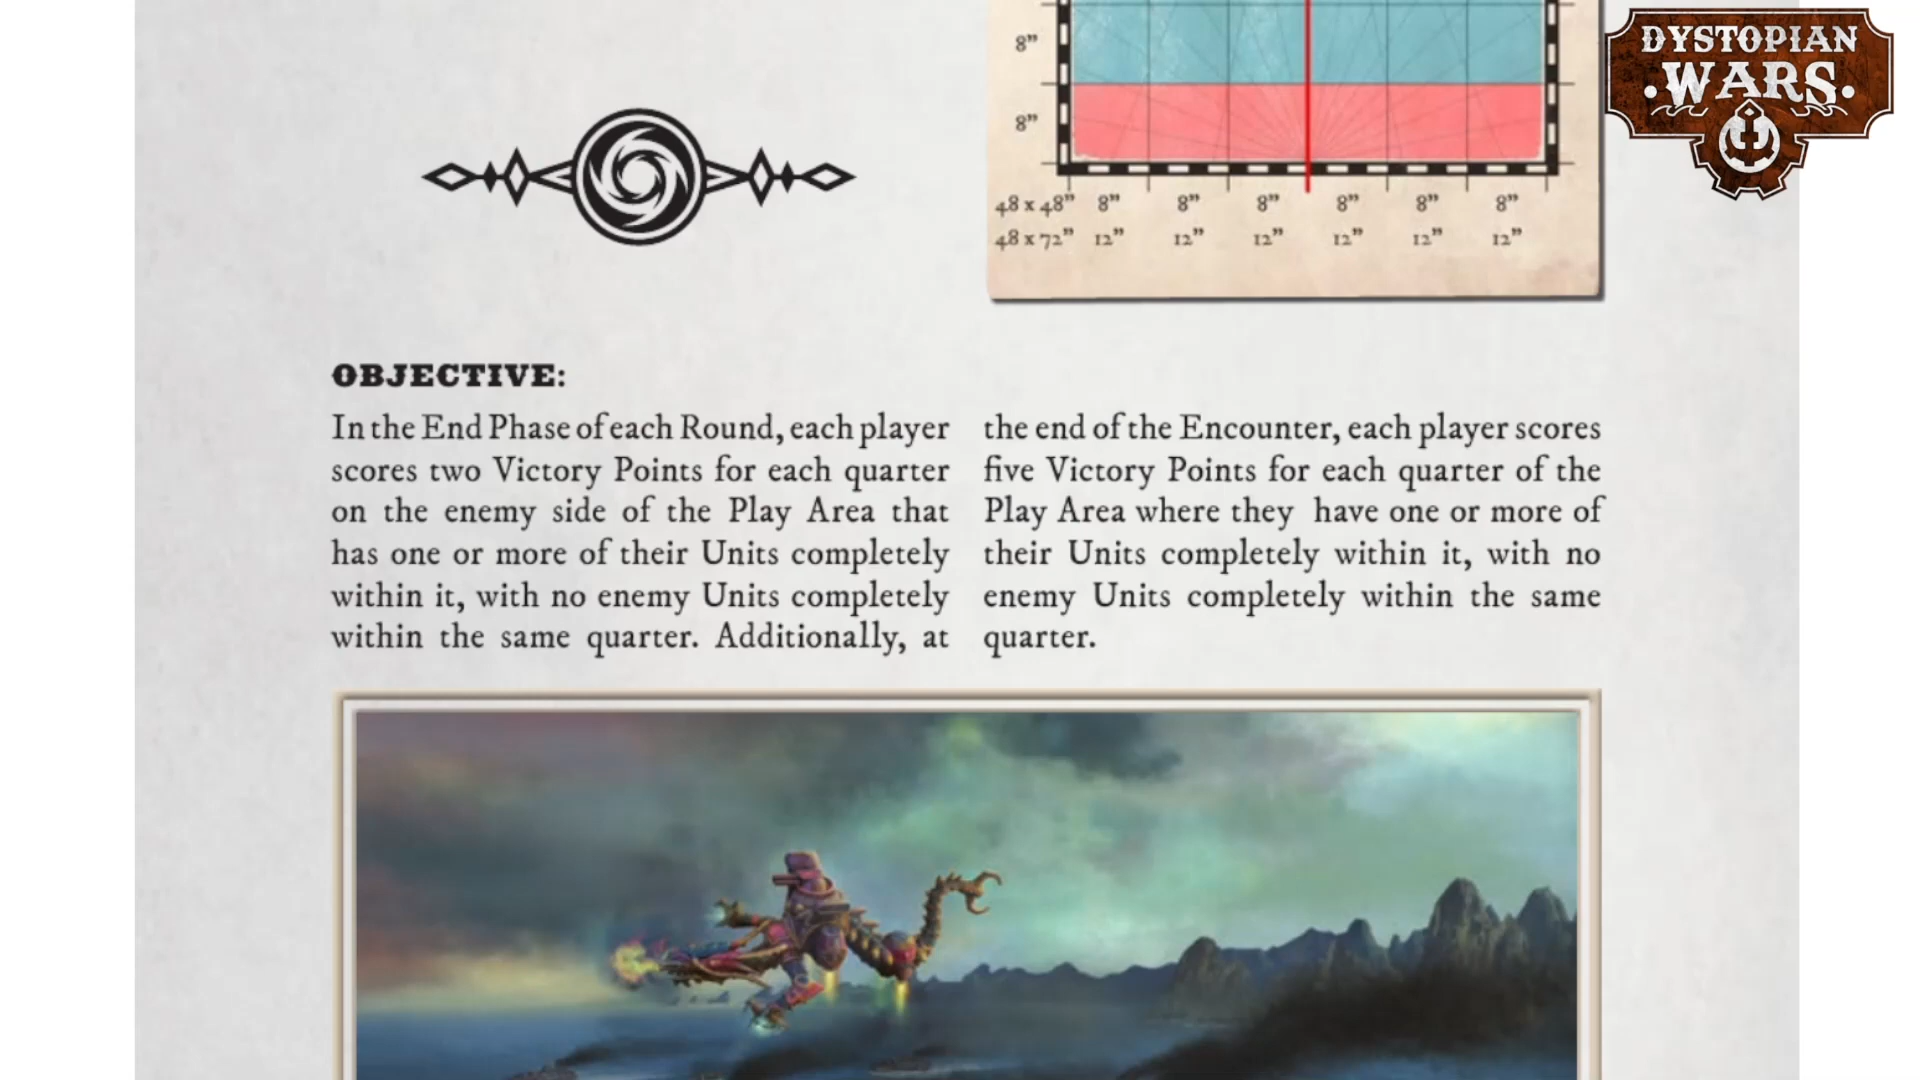 DYSTOPIAN
WARS
8”
8”
48 x 48” 8” 8” 8” 8” 8” 8”
48 x 72” 12” 12” 12” 12” 12” 12”
OBJECTIVE:
In the End Phase of each Round, each player
scores two Victory Points for each quarter
on the enemy side of the Play Area that
has one or more of their Units completely
within it, with no enemy Units completely
within the same quarter. Additionally, at
the end of the Encounter, each player scores
five Victory Points for each quarter of the
Play Area where they have one or more of
their Units completely within it, with no
enemy Units completely within the same
quarter.